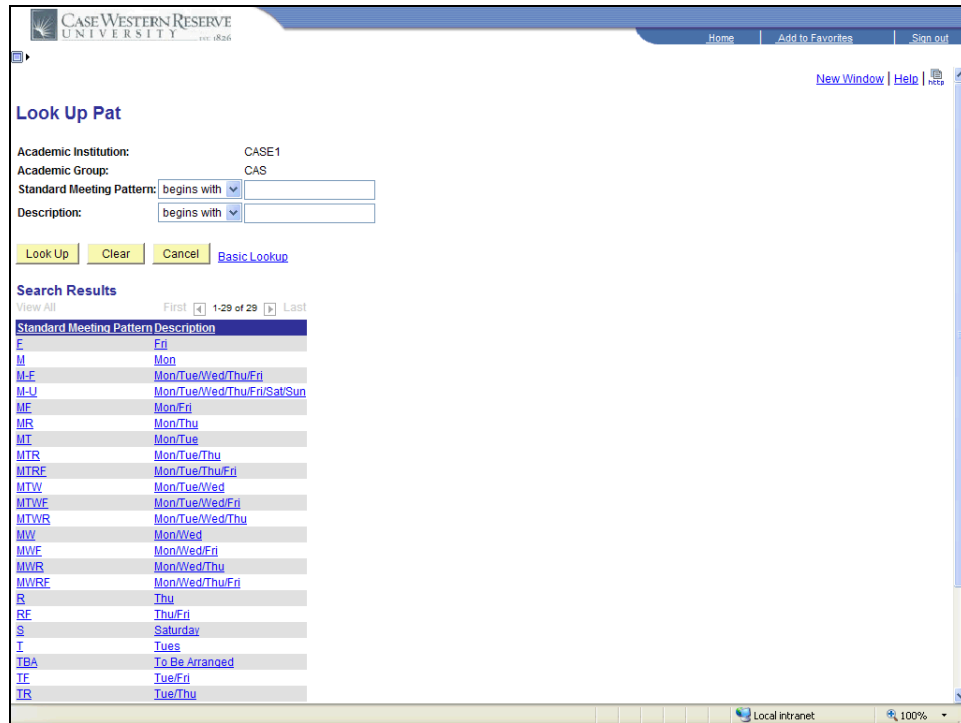 CASE WESTERN RESERVE
UNIVERSITY EST 1826
Home Add to Favorites Sign out
New Window | Help | http
Look Up Pat
Academic Institution: CASE1
Academic Group: CAS
Standard Meeting Pattern: begins with
Description: begins with
Look Up Clear Cancel Basic Lookup
Search Results
View All First 1-29 of 29 Last
Standard Meeting Pattern Description
F Fri
M Mon
M-F Mon/Tue/Wed/Thu/Fri
M-U Mon/Tue/Wed/Thu/Fri/Sat/Sun
MF Mon/Fri
MR Mon/Thu
MT Mon/Tue
MTR Mon/Tue/Thu
MTRF Mon/Tue/Thu/Fri
MTW Mon/Tue/Wed
MTWF Mon/Tue/Wed/Fri
MTWR Mon/Tue/Wed/Thu
MW Mon/Wed
MWF Mon/Wed/Fri
MWR Mon/Wed/Thu
MWRF Mon/Wed/Thu/Fri
R Thu
RF Thu/Fri
S Saturday
T Tues
TBA To Be Arranged
TF Tue/Fri
TR Tue/Thu
Local intranet 100%